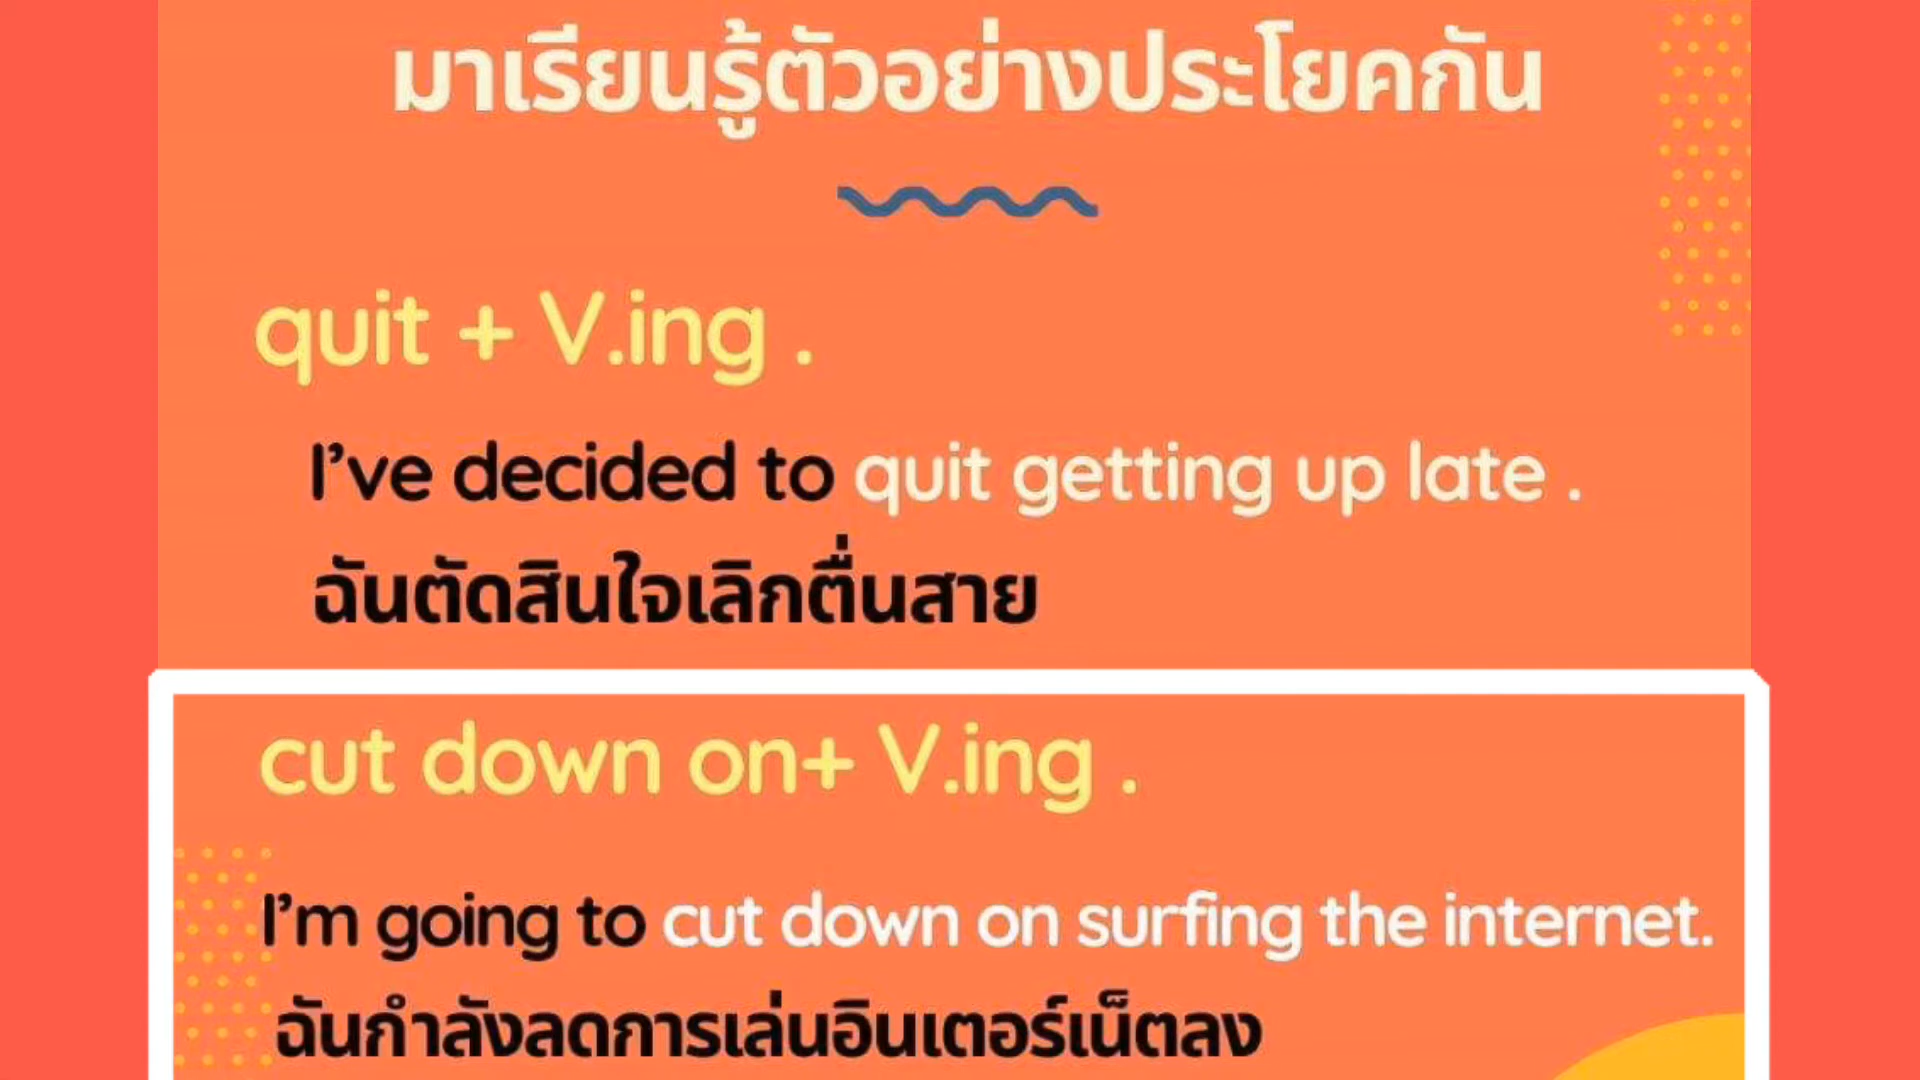 มาเรียนรู้ตัวอย่างประโยคกัน
quit + V.ing .
I've decided to quit getting up late .
ฉันตัดสินใจเลิกตื่นสาย
cut down on+ V.ing .
I'm going to cut down on surfing the internet.
ฉันกำลังลดการเล่นอินเตอร์เน็ตลง